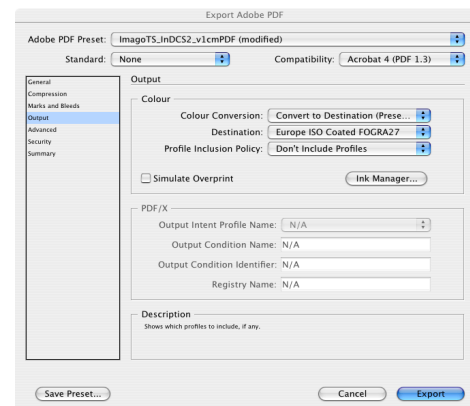 Export Adobe PDF
Adobe PDF Preset: ImagoTS_InDCS2_v1cmPDF (modified)
Standard: None Compatibility: Acrobat 4 (PDF 1.3)
General
Compression
Marks and Bleeds
Output
Advanced
Security
Summary
Output
Colour
Colour Conversion: Convert to Destination (Prese...
Destination: Europe ISO Coated FOGRA27
Profile Inclusion Policy: Don't Include Profiles
Simulate Overprint Ink Manager...
PDF/X
Output Intent Profile Name: N/A
Output Condition Name: N/A
Output Condition Identifier: N/A
Registry Name: N/A
Description
Shows which profiles to include, if any.
Save Preset... Cancel Export